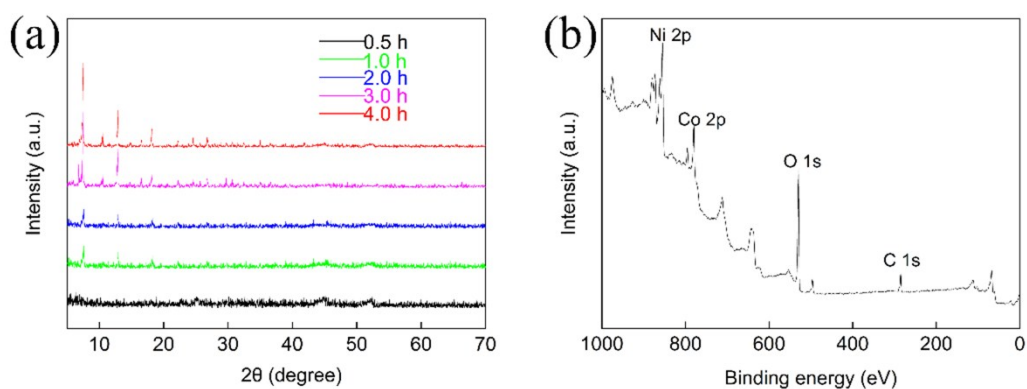 (a)
0.5 h
1.0 h
2.0 h
3.0 h
4.0 h
Intensity (a.u.)
10 20 30 40 50 60 70
2θ (degree)
(b)
Ni 2p
Co 2p
O 1s
C 1s
Intensity (a.u.)
1000 800 600 400 200 0
Binding energy (eV)